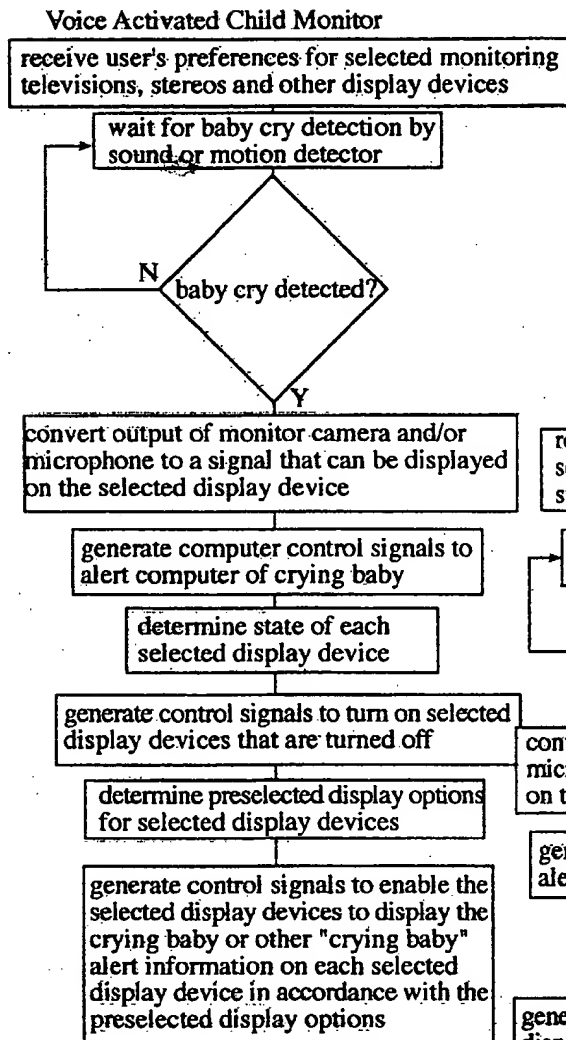 Voice Activated Child Monitor
receive user's preferences for selected monitoring
televisions, stereos and other display devices
wait for baby cry detection by
sound or motion detector
N
baby cry detected?
Y
convert output of monitor camera and/or
microphone to a signal that can be displayed
on the selected display device
generate computer control signals to
alert computer of crying baby
determine state of each
selected display device
generate control signals to turn on selected
display devices that are turned off
determine preselected display options
for selected display devices
generate control signals to enable the
selected display devices to display the
crying baby or other "crying baby"
alert information on each selected
display device in accordance with the
preselected display options